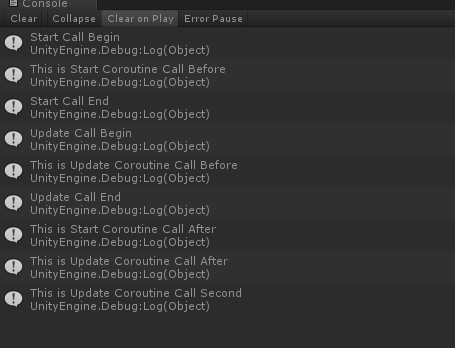 Console
Clear Collapse Clear on Play Error Pause
Start Call Begin
UnityEngine.Debug:Log(Object)
This is Start Coroutine Call Before
UnityEngine.Debug:Log(Object)
Start Call End
UnityEngine.Debug:Log(Object)
Update Call Begin
UnityEngine.Debug:Log(Object)
This is Update Coroutine Call Before
UnityEngine.Debug:Log(Object)
Update Call End
UnityEngine.Debug:Log(Object)
This is Start Coroutine Call After
UnityEngine.Debug:Log(Object)
This is Update Coroutine Call After
UnityEngine.Debug:Log(Object)
This is Update Coroutine Call Second
UnityEngine.Debug:Log(Object)